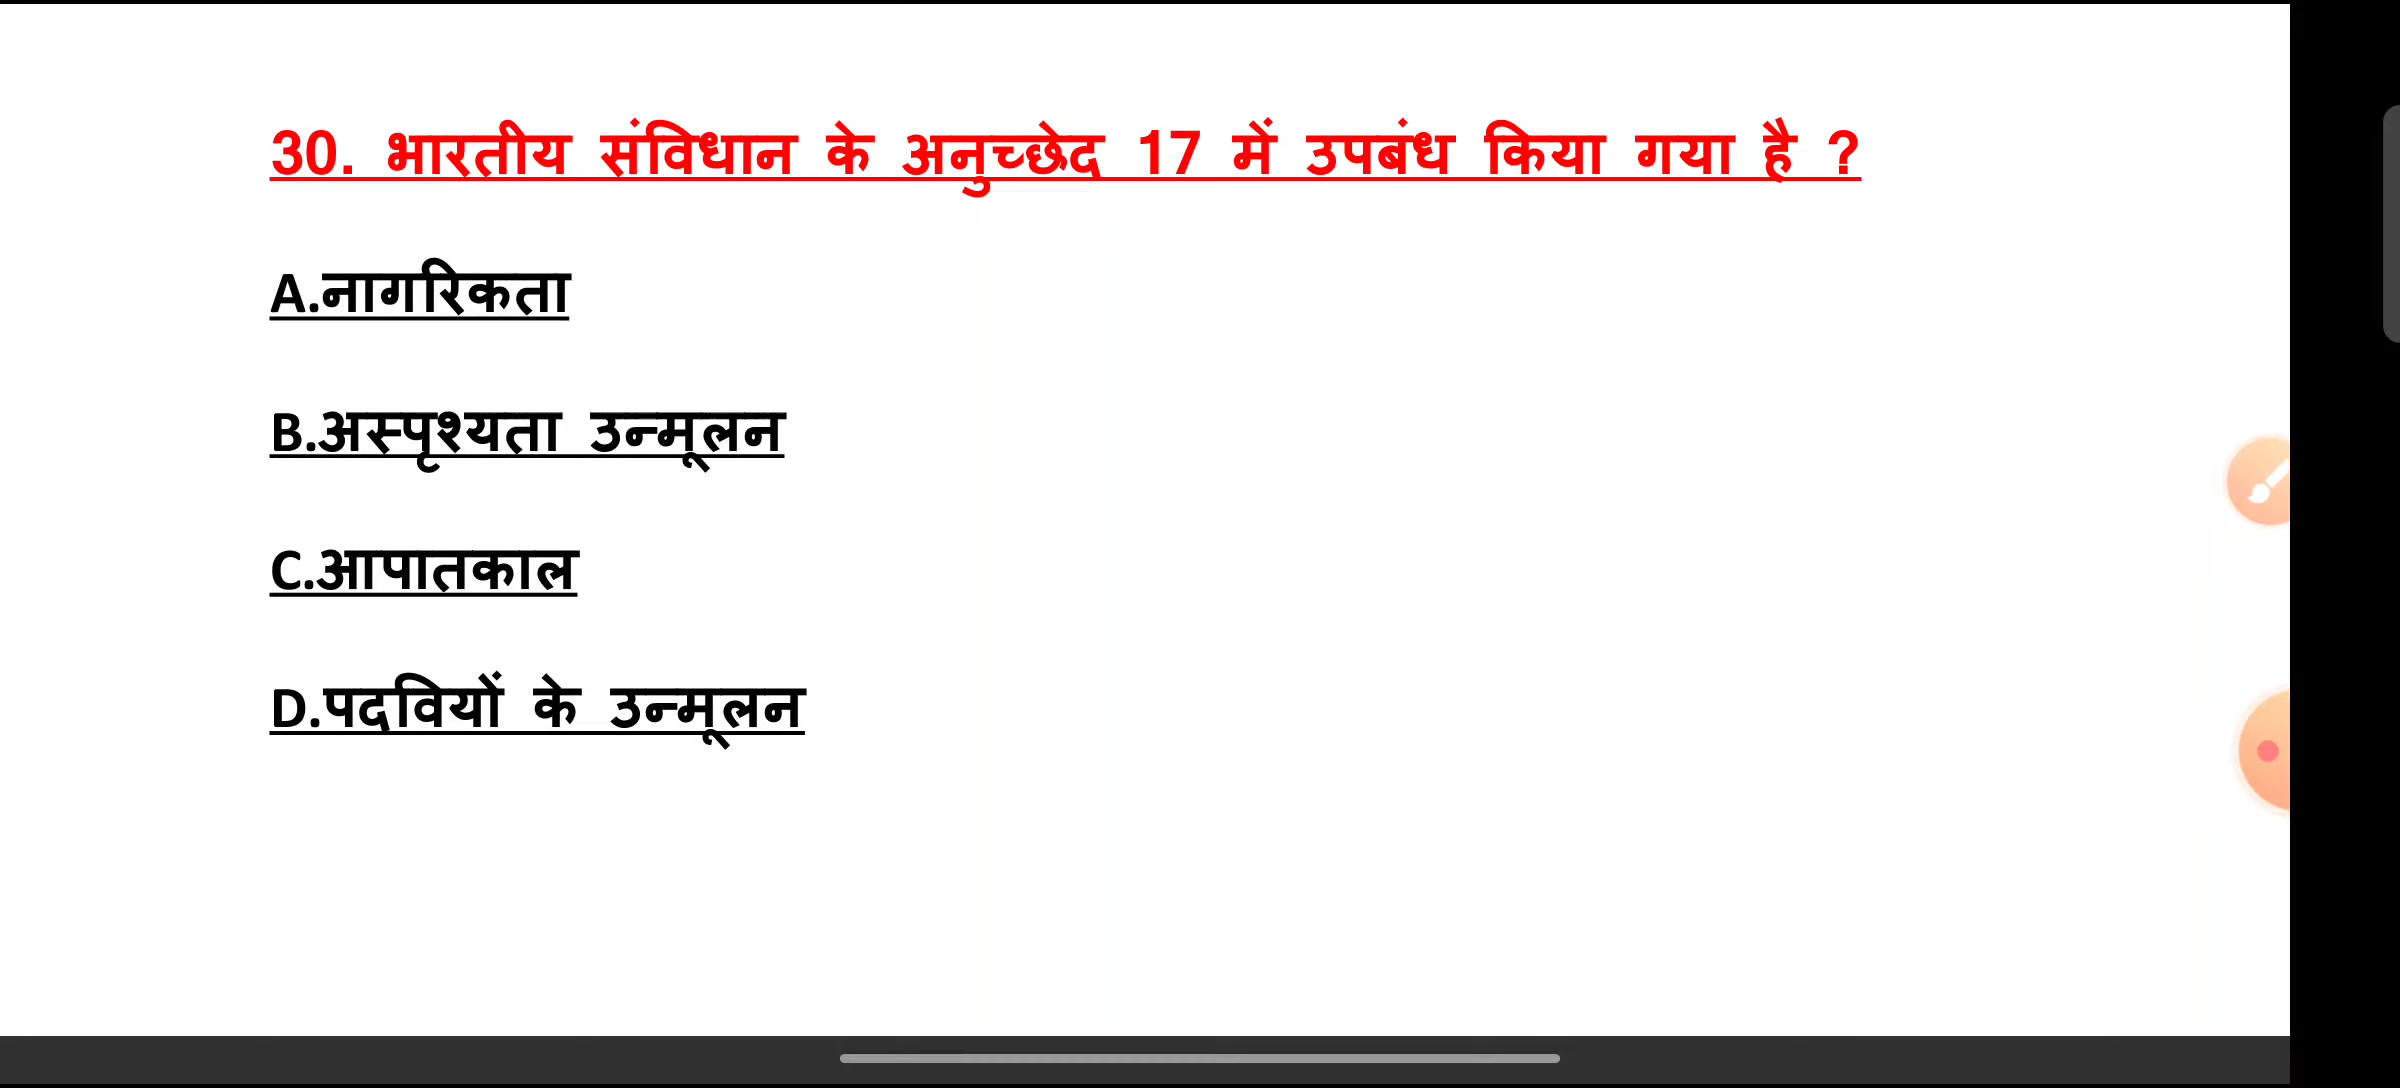 30. भारतीय संविधान के अनुच्छेद 17 में उपबंध किया गया है ?
A.नागरिकता
B.अस्पृश्यता उन्मूलन
C.आपातकाल
D.पदवियों के उन्मूलन